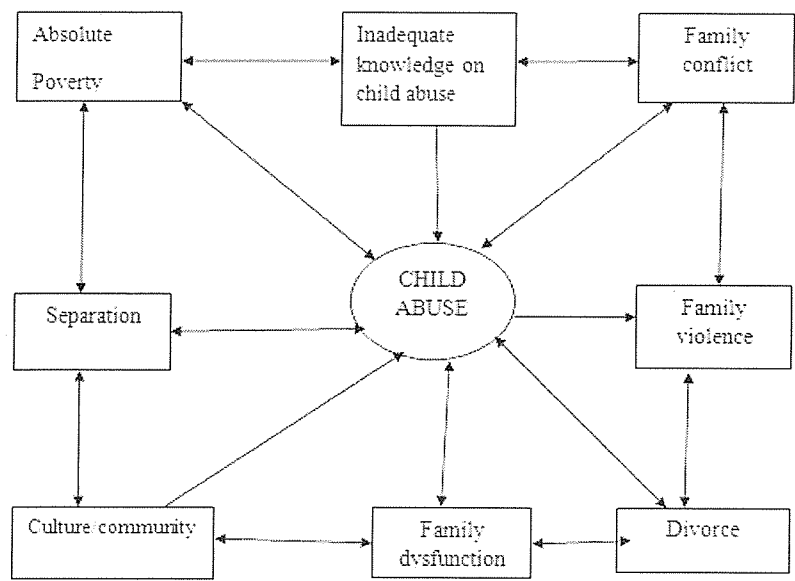 Absolute
Poverty
Inadequate
knowledge on
child abuse
Family
conflict
CHILD
ABUSE
Separation
Family
violence
Culture/community
Family
dysfunction
Divorce